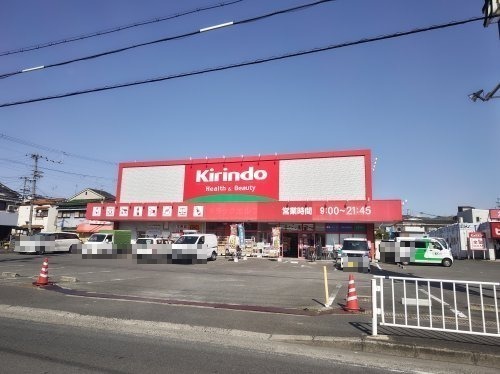 Kirindo
Health & Beauty
営業時間 9:00~21:45